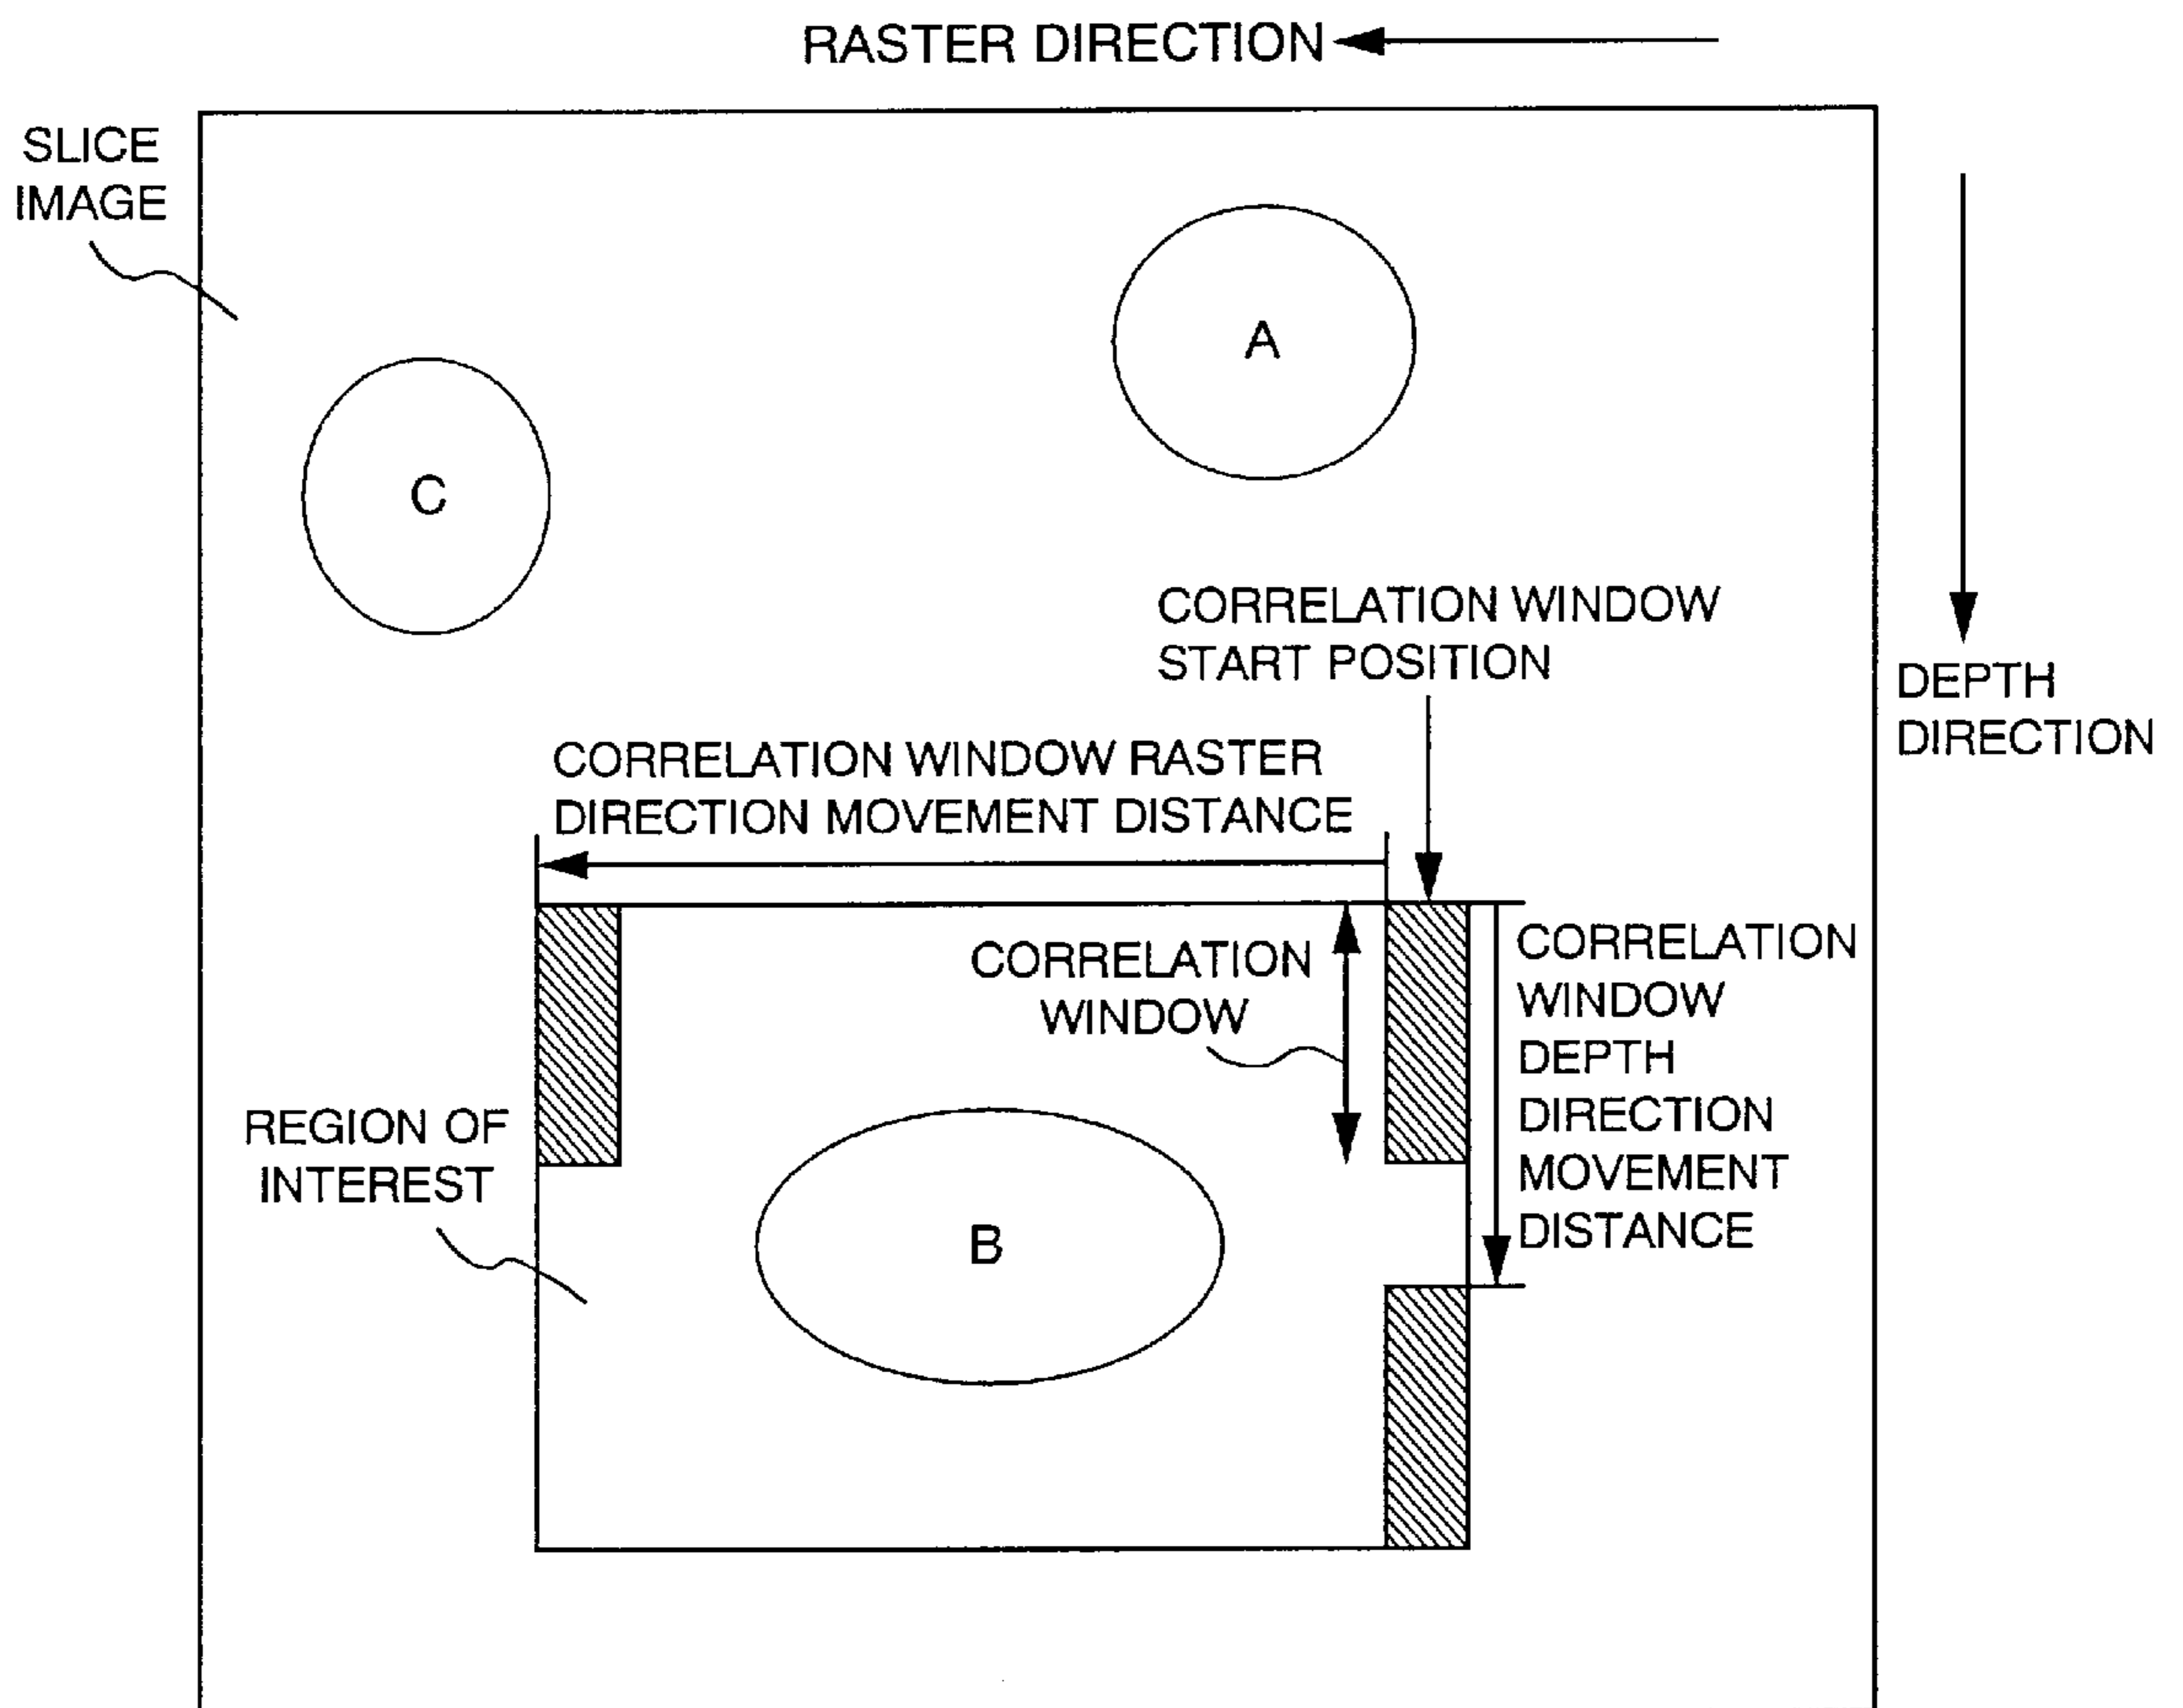 RASTER DIRECTION
SLICE
IMAGE
A
C
CORRELATION WINDOW
START POSITION
DEPTH
DIRECTION
CORRELATION WINDOW RASTER
DIRECTION MOVEMENT DISTANCE
CORRELATION
WINDOW
CORRELATION
WINDOW
DEPTH
DIRECTION
MOVEMENT
DISTANCE
REGION OF
INTEREST
B